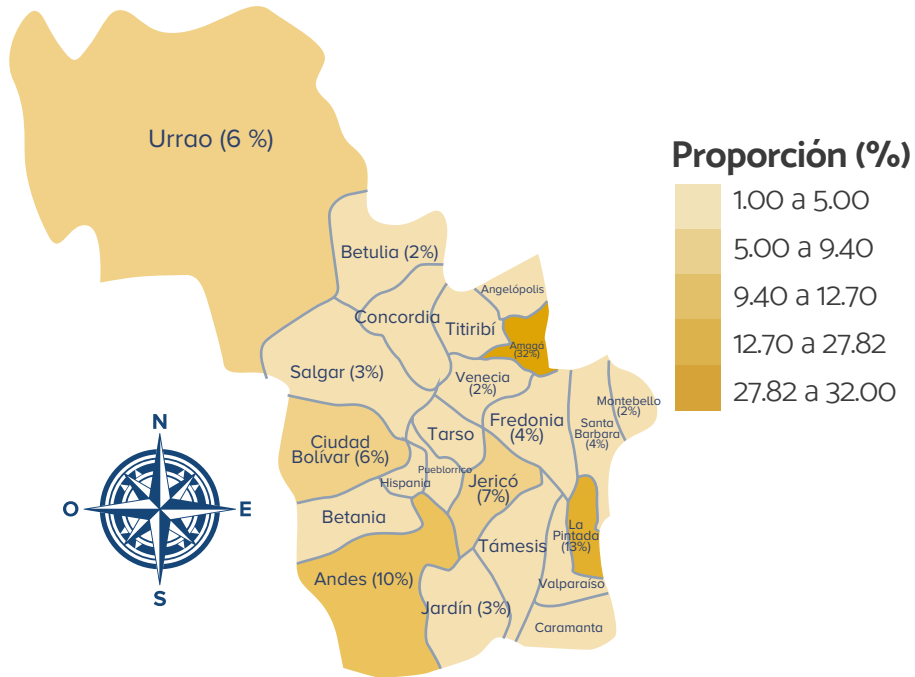 Urrao (6 %)
Proporción (%)
1.00 a 5.00
5.00 a 9.40
9.40 a 12.70
12.70 a 27.82
27.82 a 32.00
Betulia (2%)
Angelópolis
Concordia
Titiribí
Amagá
(32%)
Salgar (3%)
Venecia
(2%)
Montebello
(2%)
Fredonia
(4%)
Santa
Barbara
(4%)
Tarso
Ciudad
Bolívar (6%)
Pueblorrico
Hispania
Jericó
(7%)
Betania
La
Pintada
(13%)
Támesis
Andes (10%)
Valparaíso
Jardín (3%)
Caramanta
N
O
E
S